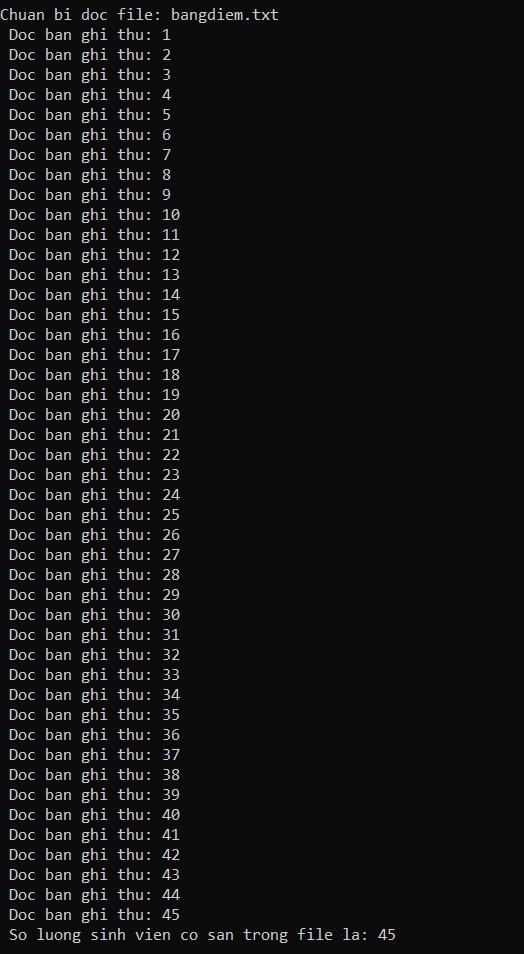 Chuan bi doc file: bangdiem.txt
Doc ban ghi thu: 1
Doc ban ghi thu: 2
Doc ban ghi thu: 3
Doc ban ghi thu: 4
Doc ban ghi thu: 5
Doc ban ghi thu: 6
Doc ban ghi thu: 7
Doc ban ghi thu: 8
Doc ban ghi thu: 9
Doc ban ghi thu: 10
Doc ban ghi thu: 11
Doc ban ghi thu: 12
Doc ban ghi thu: 13
Doc ban ghi thu: 14
Doc ban ghi thu: 15
Doc ban ghi thu: 16
Doc ban ghi thu: 17
Doc ban ghi thu: 18
Doc ban ghi thu: 19
Doc ban ghi thu: 20
Doc ban ghi thu: 21
Doc ban ghi thu: 22
Doc ban ghi thu: 23
Doc ban ghi thu: 24
Doc ban ghi thu: 25
Doc ban ghi thu: 26
Doc ban ghi thu: 27
Doc ban ghi thu: 28
Doc ban ghi thu: 29
Doc ban ghi thu: 30
Doc ban ghi thu: 31
Doc ban ghi thu: 32
Doc ban ghi thu: 33
Doc ban ghi thu: 34
Doc ban ghi thu: 35
Doc ban ghi thu: 36
Doc ban ghi thu: 37
Doc ban ghi thu: 38
Doc ban ghi thu: 39
Doc ban ghi thu: 40
Doc ban ghi thu: 41
Doc ban ghi thu: 42
Doc ban ghi thu: 43
Doc ban ghi thu: 44
Doc ban ghi thu: 45
So luong sinh vien co san trong file la: 45